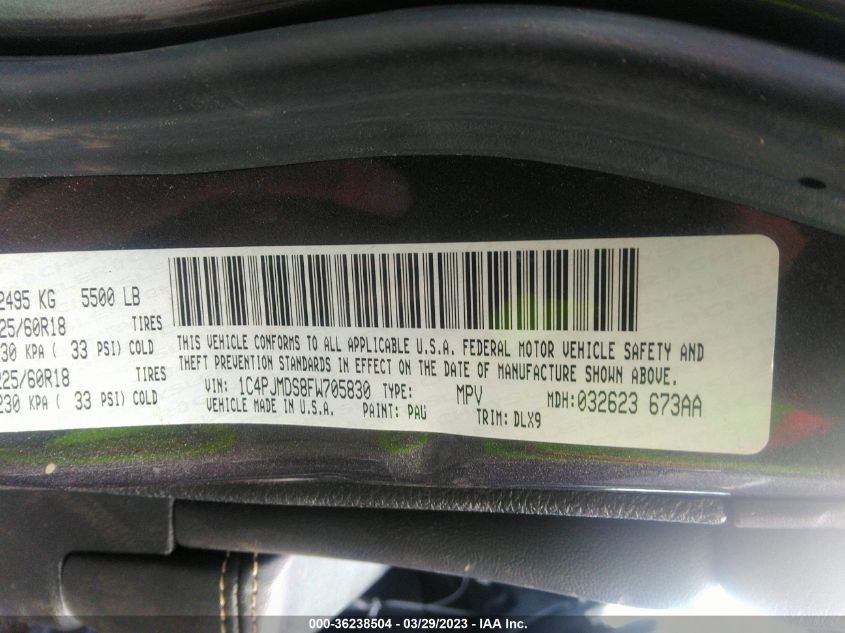 2495 KG 5500 LB
25/60R18 TIRES
30 KPA ( 33 PSI) COLD
225/60R18 TIRES
230 KPA ( 33 PSI) COLD
THIS VEHICLE CONFORMS TO ALL APPLICABLE U.S.A. FEDERAL MOTOR VEHICLE SAFETY AND
THEFT PREVENTION STANDARDS IN EFFECT ON THE DATE OF MANUFACTURE SHOWN ABOVE.
VIN: 1C4PJMDS8FW705830 TYPE: MPV MDH:032623 673AA
VEHICLE MADE IN U.S.A. PAINT: PAU TRIM: DLX9
000-36238504 - 03/29/2023 - IAA Inc.